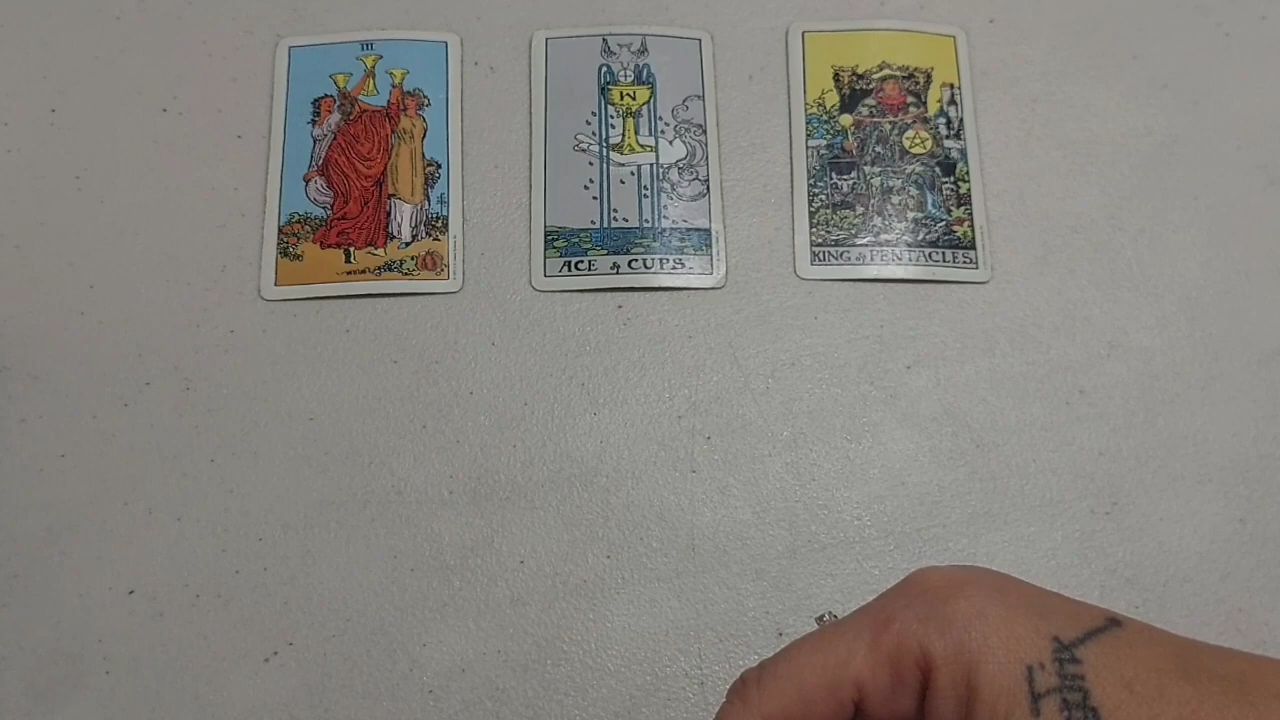 III
ACE of CUPS.
KING of PENTACLES.